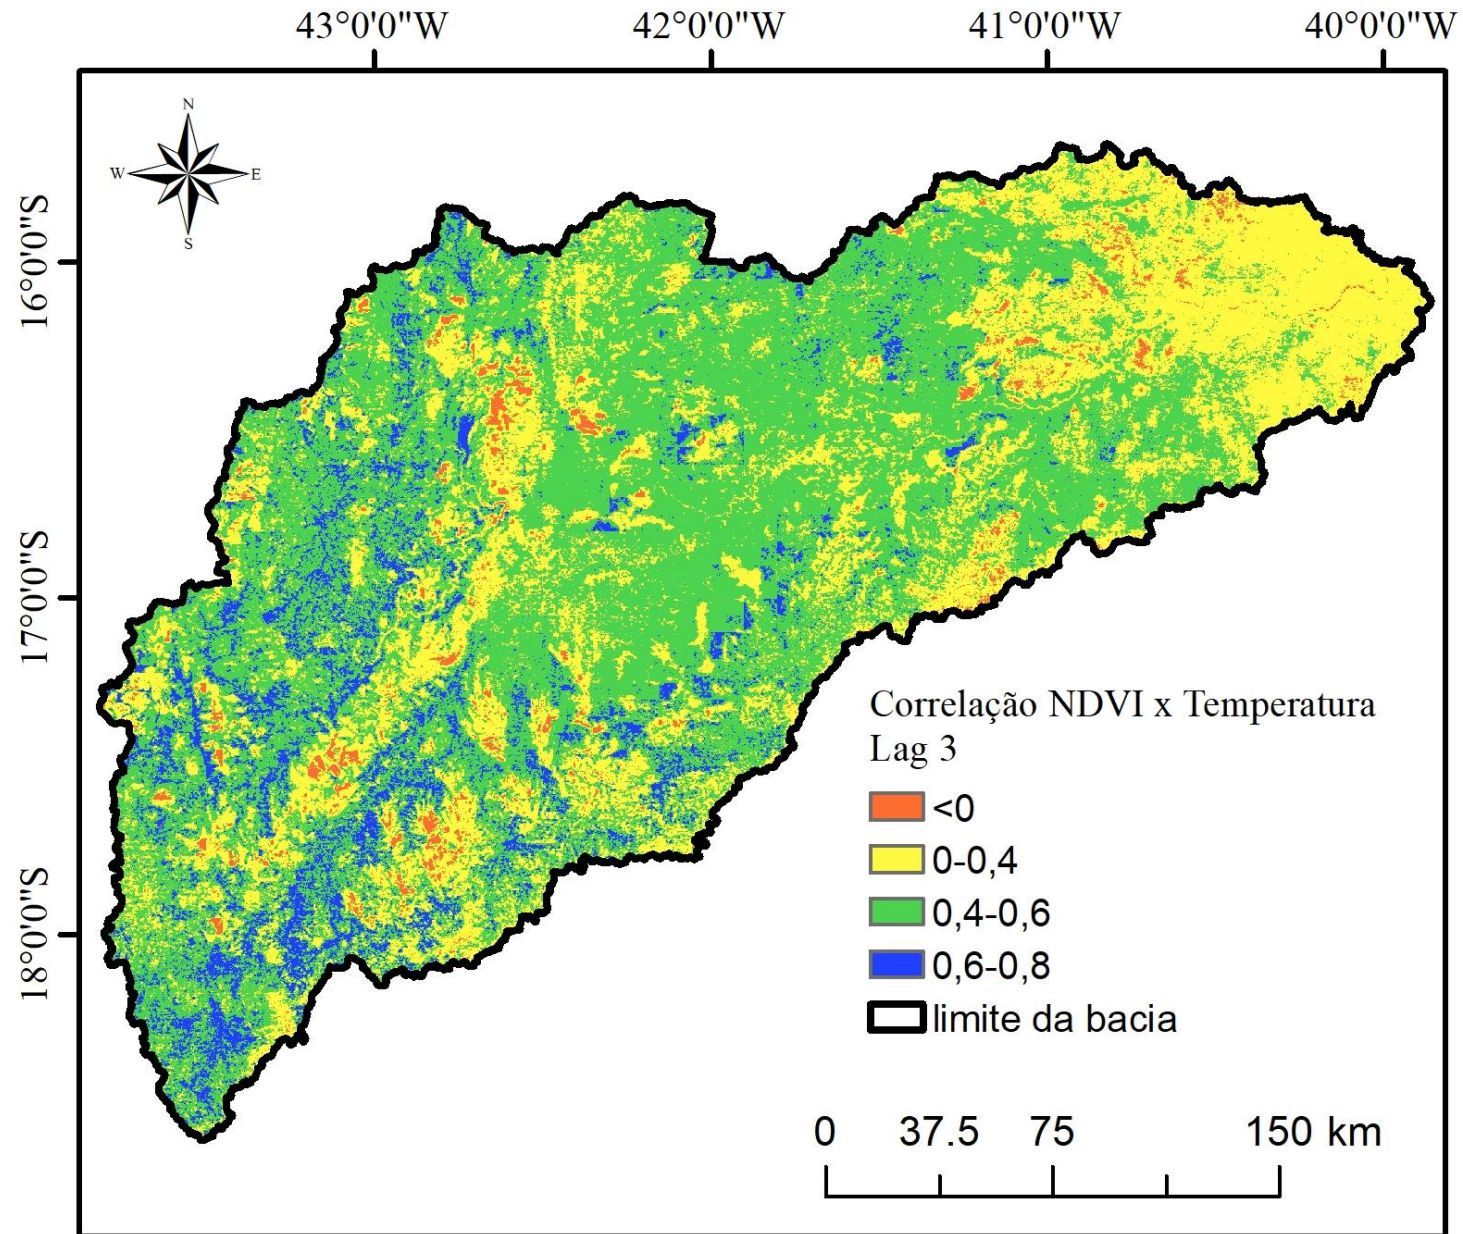 43°0'0"W 42°0'0"W 41°0'0"W 40°0'0"W
N
W E
S
16°0'0"S
17°0'0"S
18°0'0"S
Correlação NDVI x Temperatura
Lag 3
<0
0-0,4
0,4-0,6
0,6-0,8
limite da bacia
0 37.5 75 150 km